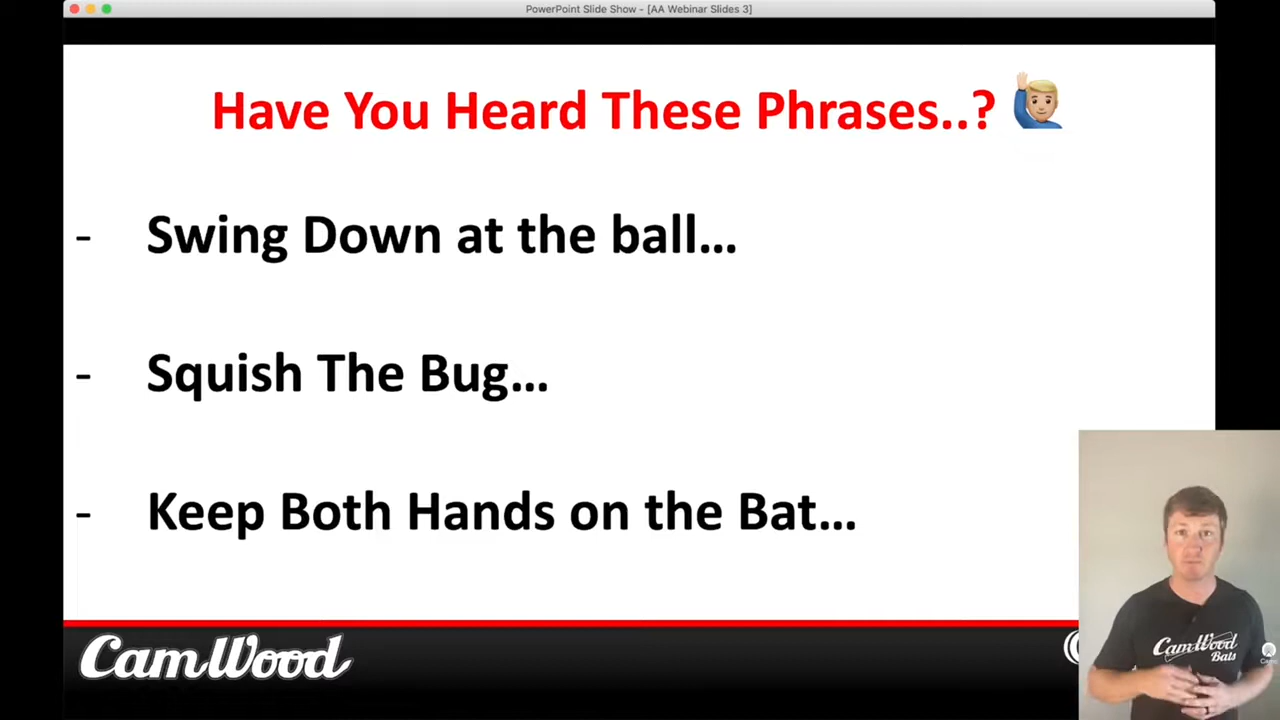 PowerPoint Slide Show - [AA Webinar Slides 3]
Have You Heard These Phrases..?
- Swing Down at the ball...
- Squish The Bug...
- Keep Both Hands on the Bat...
CamWood
CamWood
Bats